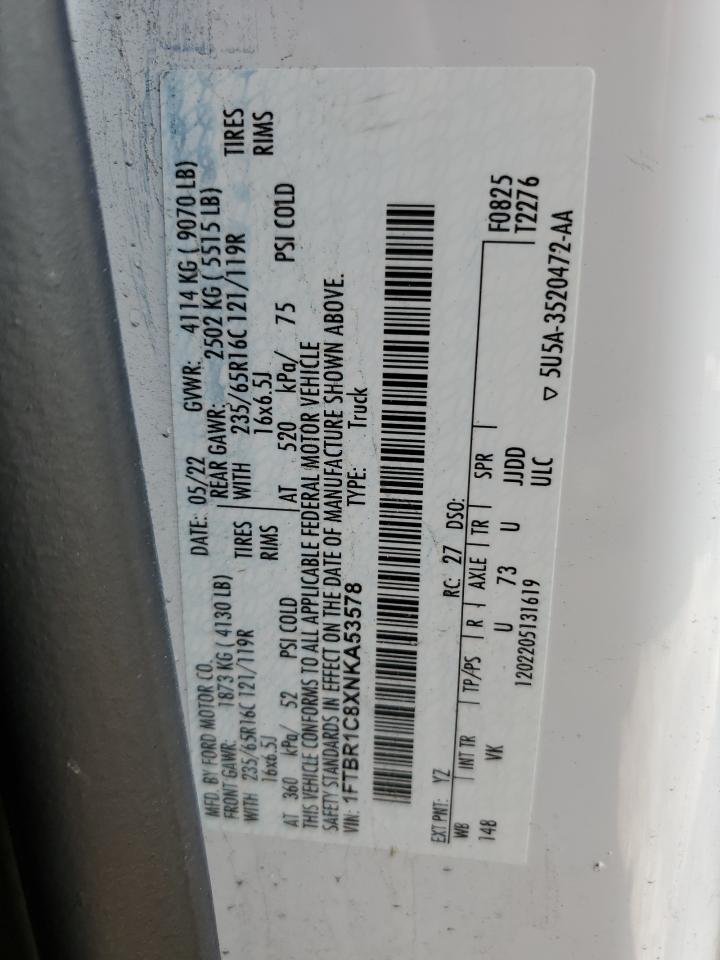 MFD. BY FORD MOTOR CO.
DATE: 05/22 GVWR: 4114 KG ( 9070 LB)
FRONT GAWR: 1873 KG ( 4130 LB)
REAR GAWR: 2502 KG ( 5515 LB)
WITH 235/65R16C 121/119R TIRES
WITH 235/65R16C 121/119R TIRES
16x6.5J RIMS
16x6.5J RIMS
AT 360 kPa/ 52 PSI COLD
AT 520 kPa/ 75 PSI COLD
THIS VEHICLE CONFORMS TO ALL APPLICABLE FEDERAL MOTOR VEHICLE
SAFETY STANDARDS IN EFFECT ON THE DATE OF MANUFACTURE SHOWN ABOVE.
VIN: 1FTBR1C8XNKA53578 TYPE: Truck
EXT PNT: YZ RC: 27 DSO:
WB INT TR TP/PS R AXLE TR SPR F0825
148 VK U 73 U JJDD T2276
1202205131619 ULC ▽ 5U5A-3520472-AA